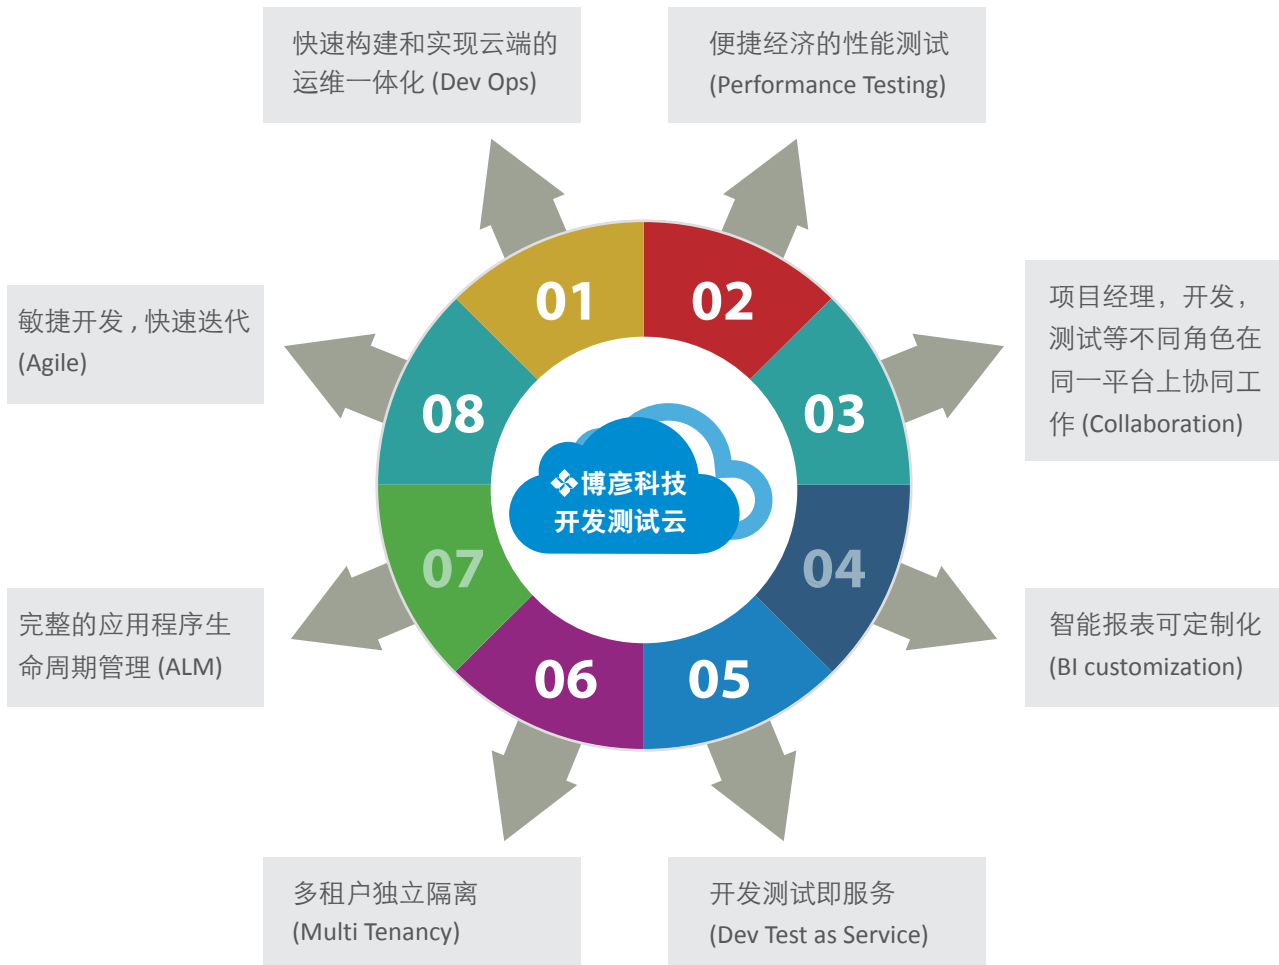 快速构建和实现云端的
运维一体化 (Dev Ops)
便捷经济的性能测试
(Performance Testing)
01
02
敏捷开发 , 快速迭代
(Agile)
项目经理，开发，
测试等不同角色在
同一平台上协同工
作 (Collaboration)
08
03
博彦科技
开发测试云
07
04
完整的应用程序生
命周期管理 (ALM)
智能报表可定制化
(BI customization)
06
05
多租户独立隔离
(Multi Tenancy)
开发测试即服务
(Dev Test as Service)